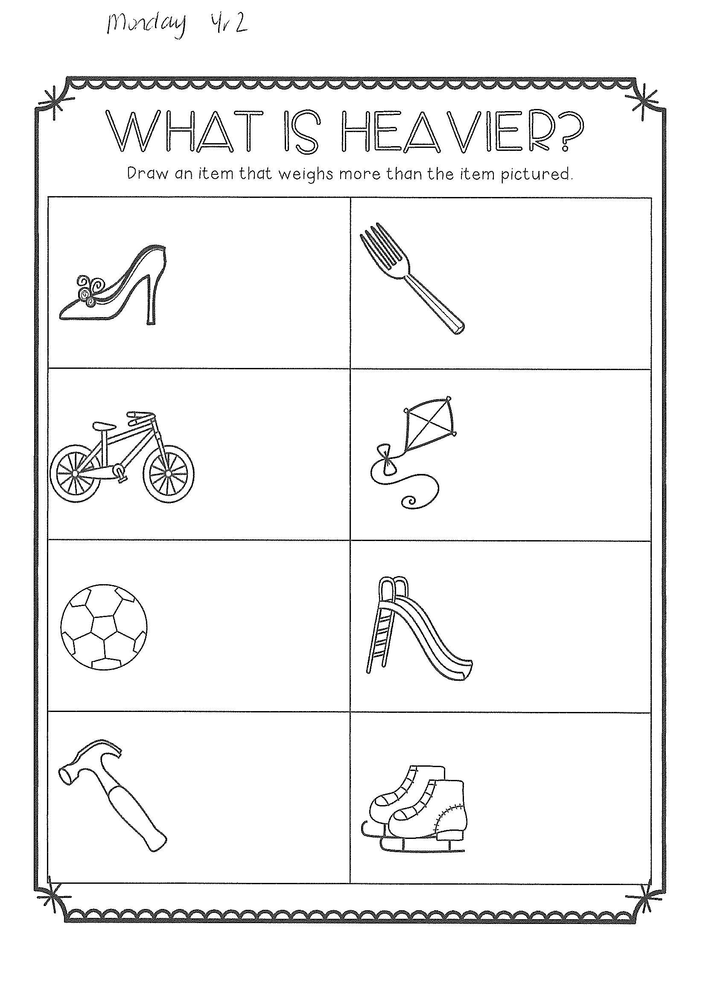 Monday Yr 2
WHAT IS HEAVIER?
Draw an item that weighs more than the item pictured.